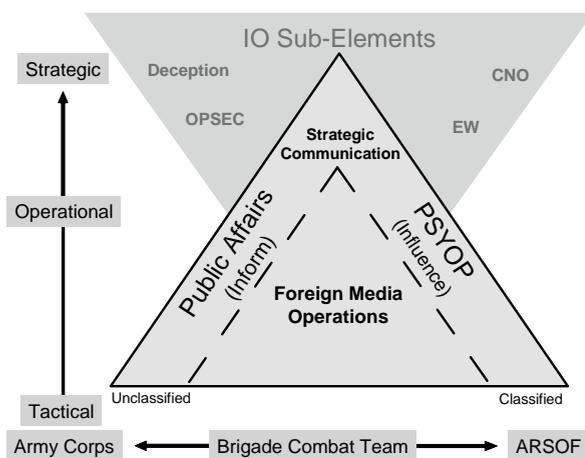 IO Sub-Elements
Strategic
Deception
CNO
OPSEC
EW
Strategic
Communication
Operational
Public Affairs
(Inform)
PSYOP
(Influence)
Foreign Media
Operations
Unclassified
Classified
Tactical
Army Corps
Brigade Combat Team
ARSOF